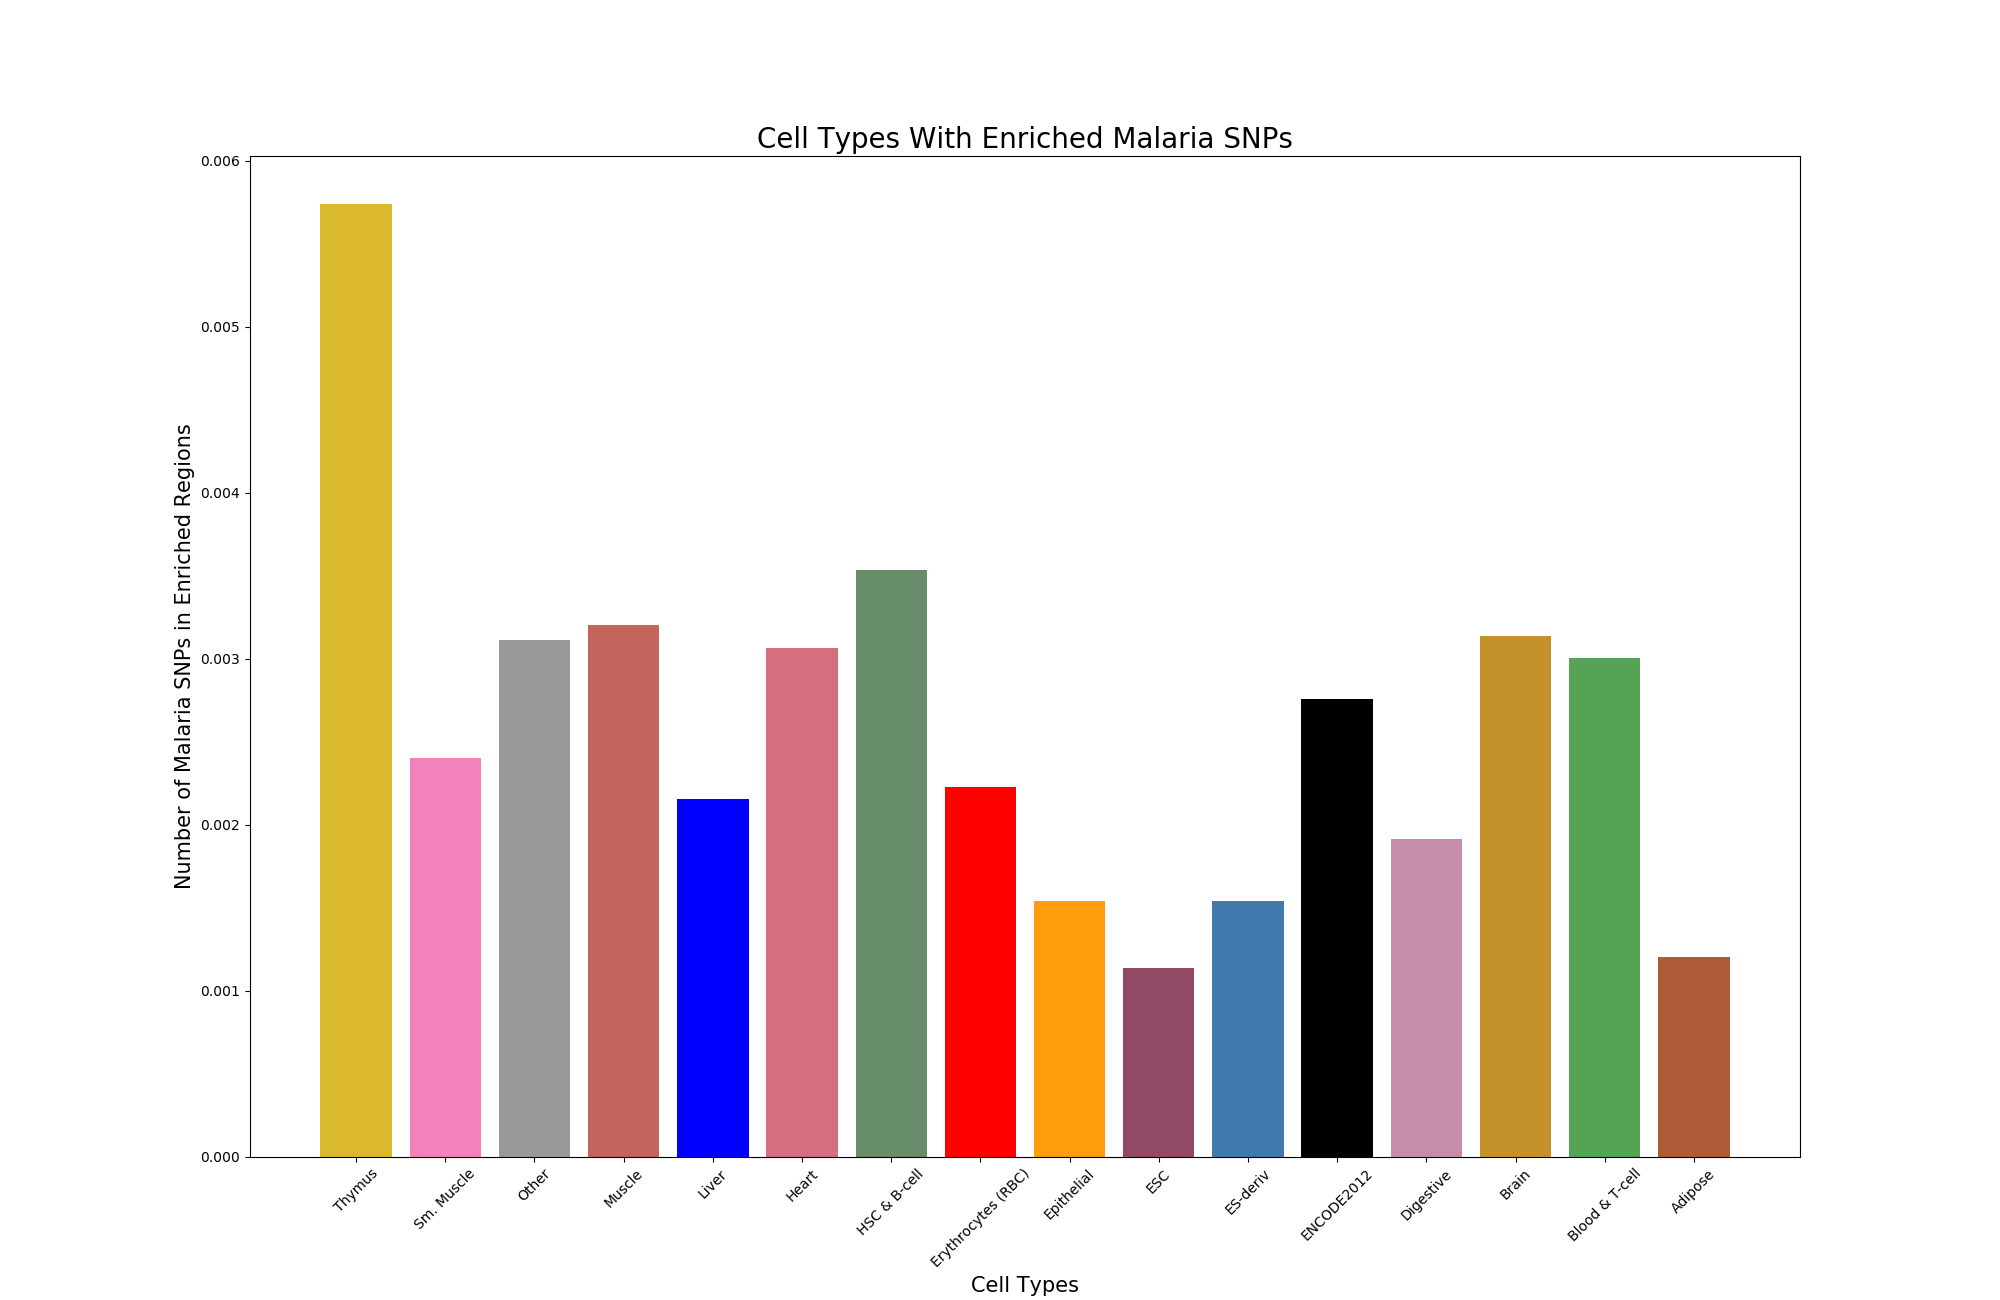 Cell Types With Enriched Malaria SNPs
Number of Malaria SNPs in Enriched Regions
0.006
0.005
0.004
0.003
0.002
0.001
0.000
Thymus
Sm. Muscle
Other
Muscle
Liver
Heart
HSC & B-cell
Erythrocytes (RBC)
Epithelial
ESC
ES-deriv
ENCODE2012
Digestive
Brain
Blood & T-cell
Adipose
Cell Types